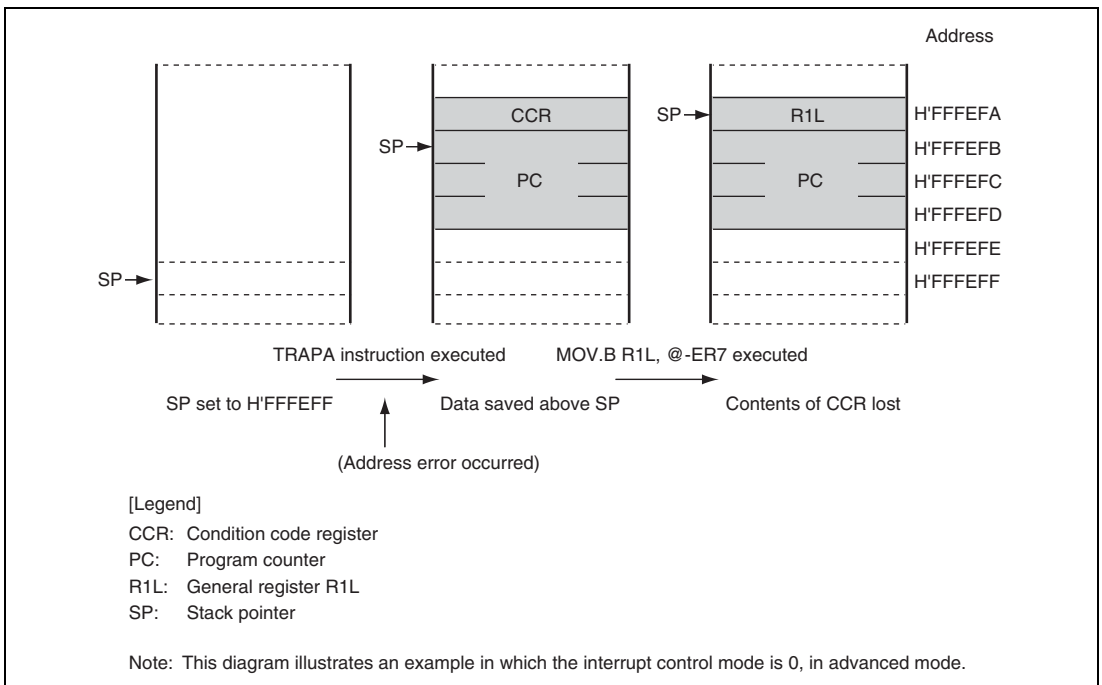 Address
CCR
SP
R1L
H'FFFEFA
SP
H'FFFEFB
PC
PC
H'FFFEFC
H'FFFEFD
H'FFFEFE
SP
H'FFFEFF
TRAPA instruction executed
MOV.B R1L, @-ER7 executed
SP set to H'FFFEFF
Data saved above SP
Contents of CCR lost
(Address error occurred)
[Legend]
CCR: Condition code register
PC: Program counter
R1L: General register R1L
SP: Stack pointer
Note: This diagram illustrates an example in which the interrupt control mode is 0, in advanced mode.